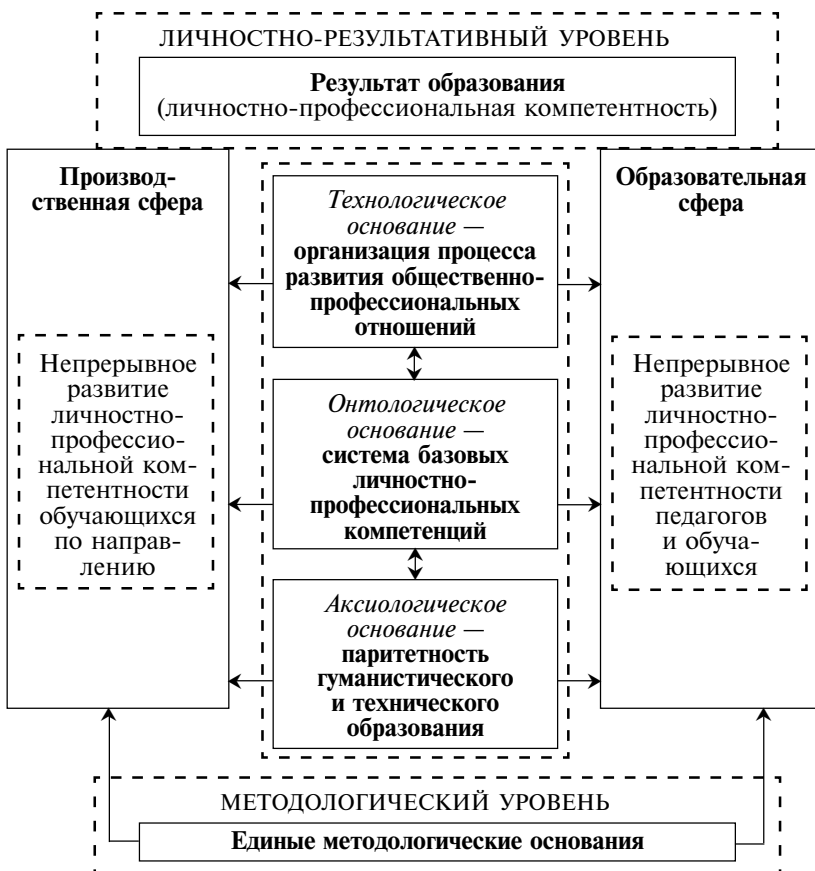 ЛИЧНОСТНО-РЕЗУЛЬТАТИВНЫЙ УРОВЕНЬ
Результат образования
(личностно-профессиональная компетентность)
Производ-
ственная сфера
Непрерывное
развитие
личностно-
профессио-
нальной ком-
петентности
обучающихся
по направ-
лению
Технологическое
основание —
организация процесса
развития общественно-
профессиональных
отношений
Онтологическое
основание —
система базовых
личностно-
профессиональных
компетенций
Аксиологическое
основание —
паритетность
гуманистического
и технического
образования
Образовательная
сфера
Непрерывное
развитие
личностно-
профессио-
нальной ком-
петентности
педагогов
и обуча-
ющихся
МЕТОДОЛОГИЧЕСКИЙ УРОВЕНЬ
Единые методологические основания